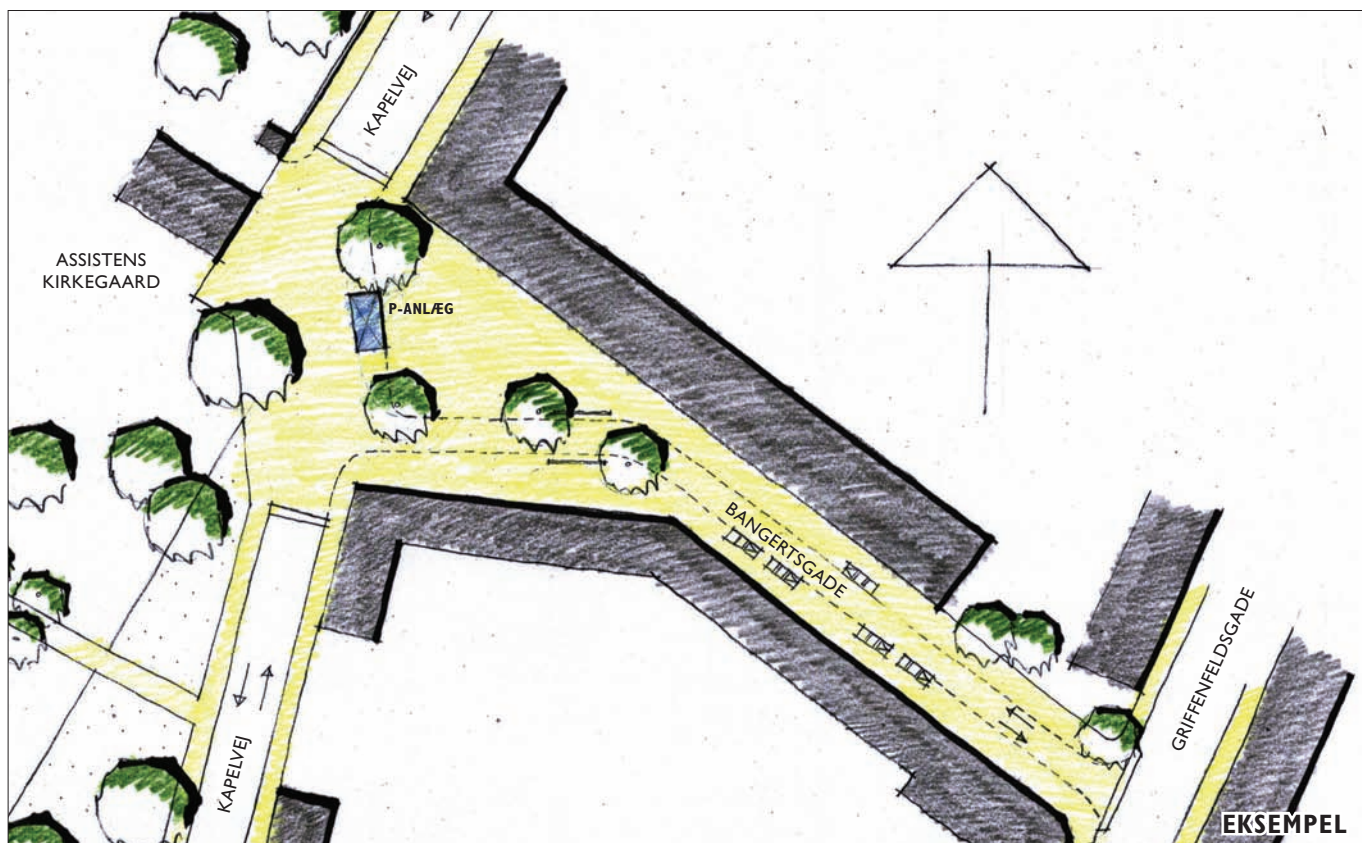 KAPELVEJ
ASSISTENS
KIRKEGAARD
P-ANLÆG
BANGERTSGADE
GRIFFENFELDSGADE
KAPELVEJ
EKSEMPEL